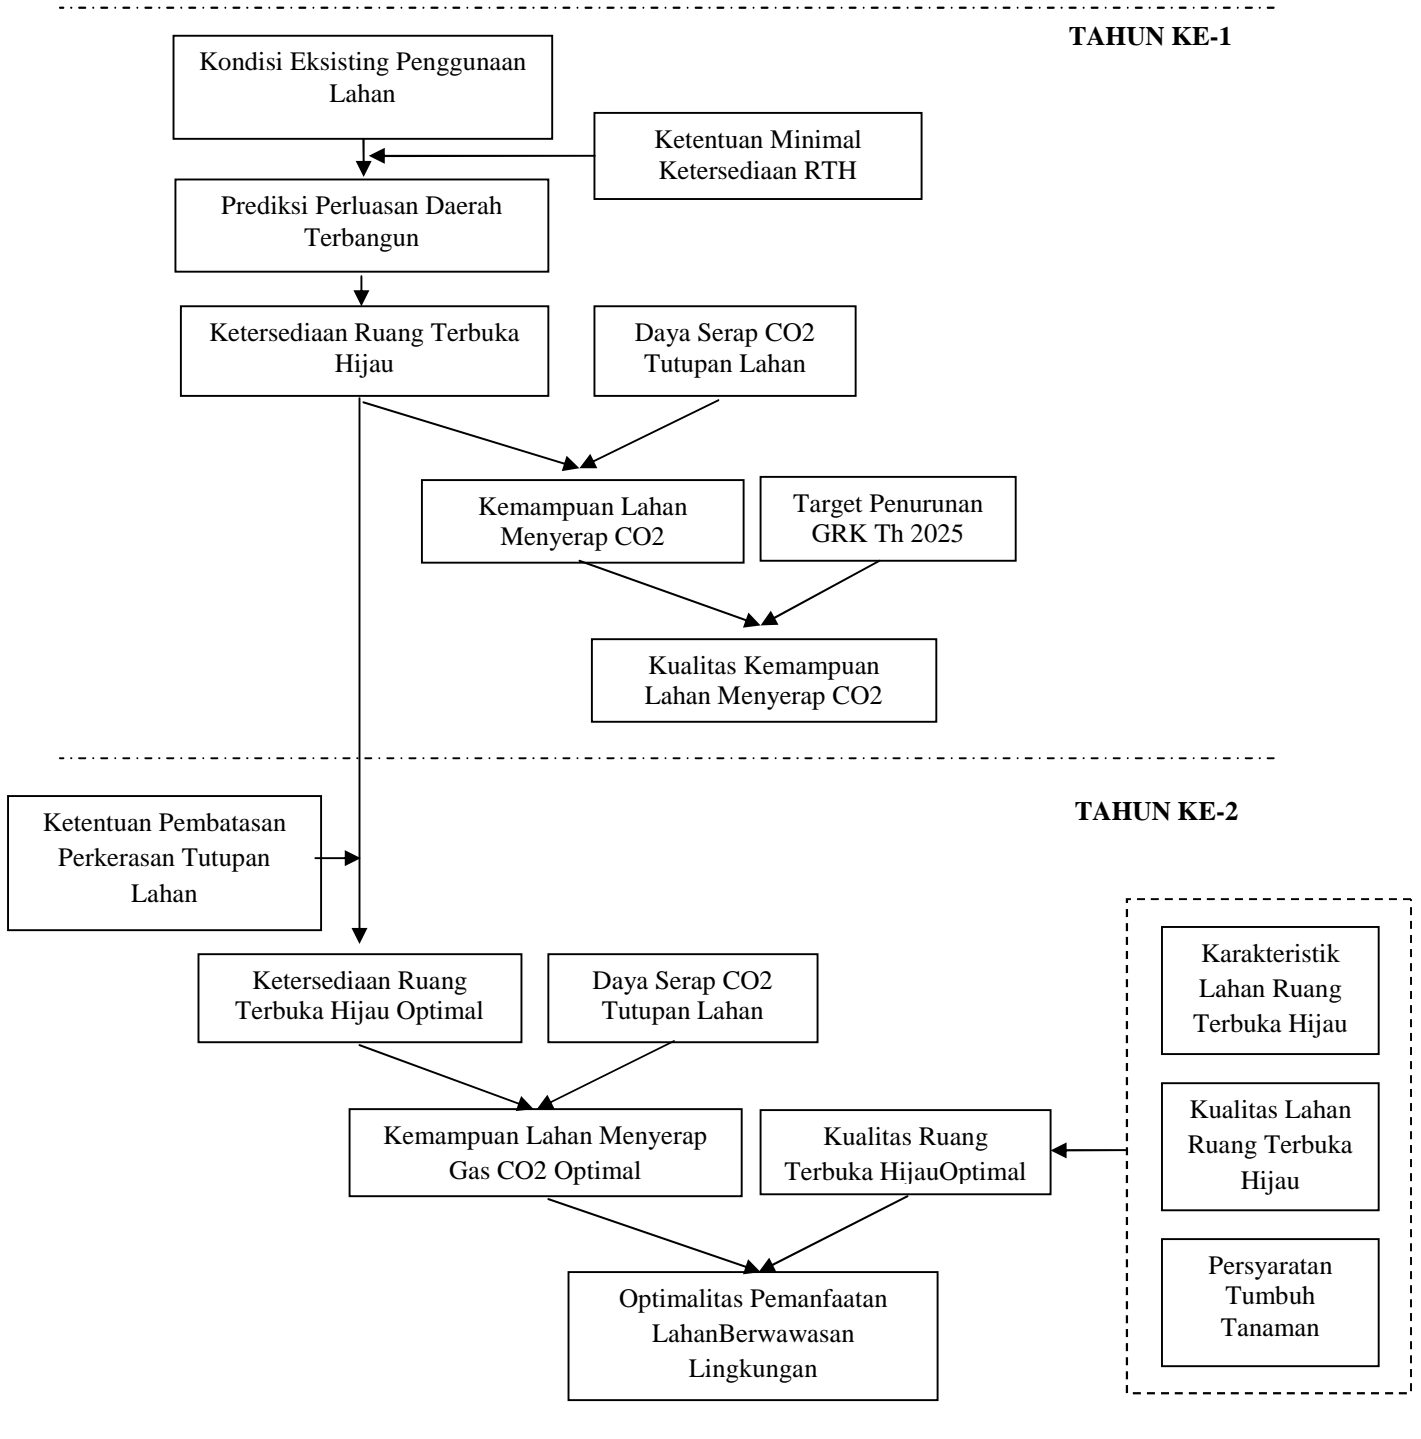 TAHUN KE-1
Kondisi Eksisting Penggunaan
Lahan
Ketentuan Minimal
Ketersediaan RTH
Prediksi Perluasan Daerah
Terbangun
Ketersediaan Ruang Terbuka
Hijau
Daya Serap CO2
Tutupan Lahan
Kemampuan Lahan
Menyerap CO2
Target Penurunan
GRK Th 2025
Kualitas Kemampuan
Lahan Menyerap CO2
TAHUN KE-2
Ketentuan Pembatasan
Perkerasan Tutupan
Lahan
Ketersediaan Ruang
Terbuka Hijau Optimal
Daya Serap CO2
Tutupan Lahan
Karakteristik
Lahan Ruang
Terbuka Hijau
Kemampuan Lahan Menyerap
Gas CO2 Optimal
Kualitas Ruang
Terbuka HijauOptimal
Kualitas Lahan
Ruang Terbuka
Hijau
Persyaratan
Tumbuh
Tanaman
Optimalitas Pemanfaatan
LahanBerwawasan
Lingkungan